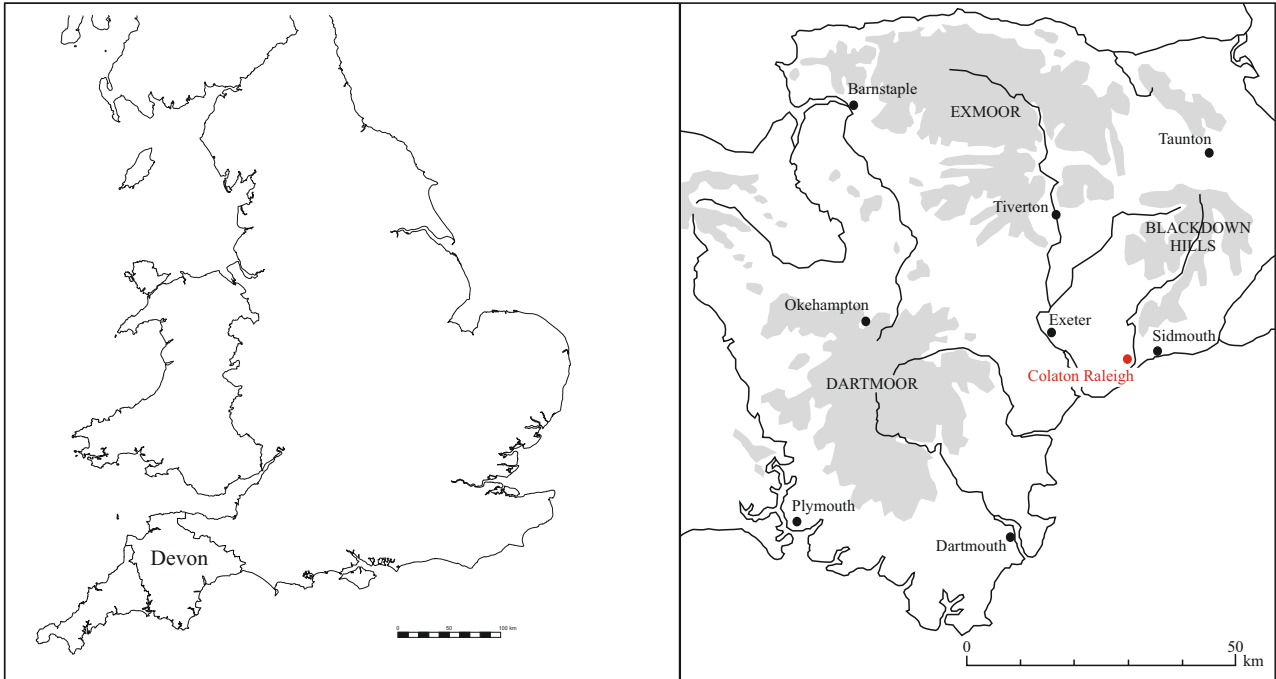 Devon
0 50 100 km
Barnstaple
EXMOOR
Taunton
Tiverton
BLACKDOWN
HILLS
Okehampton
Exeter
Sidmouth
Colaton Raleigh
DARTMOOR
Plymouth
Dartmouth
0 50
km